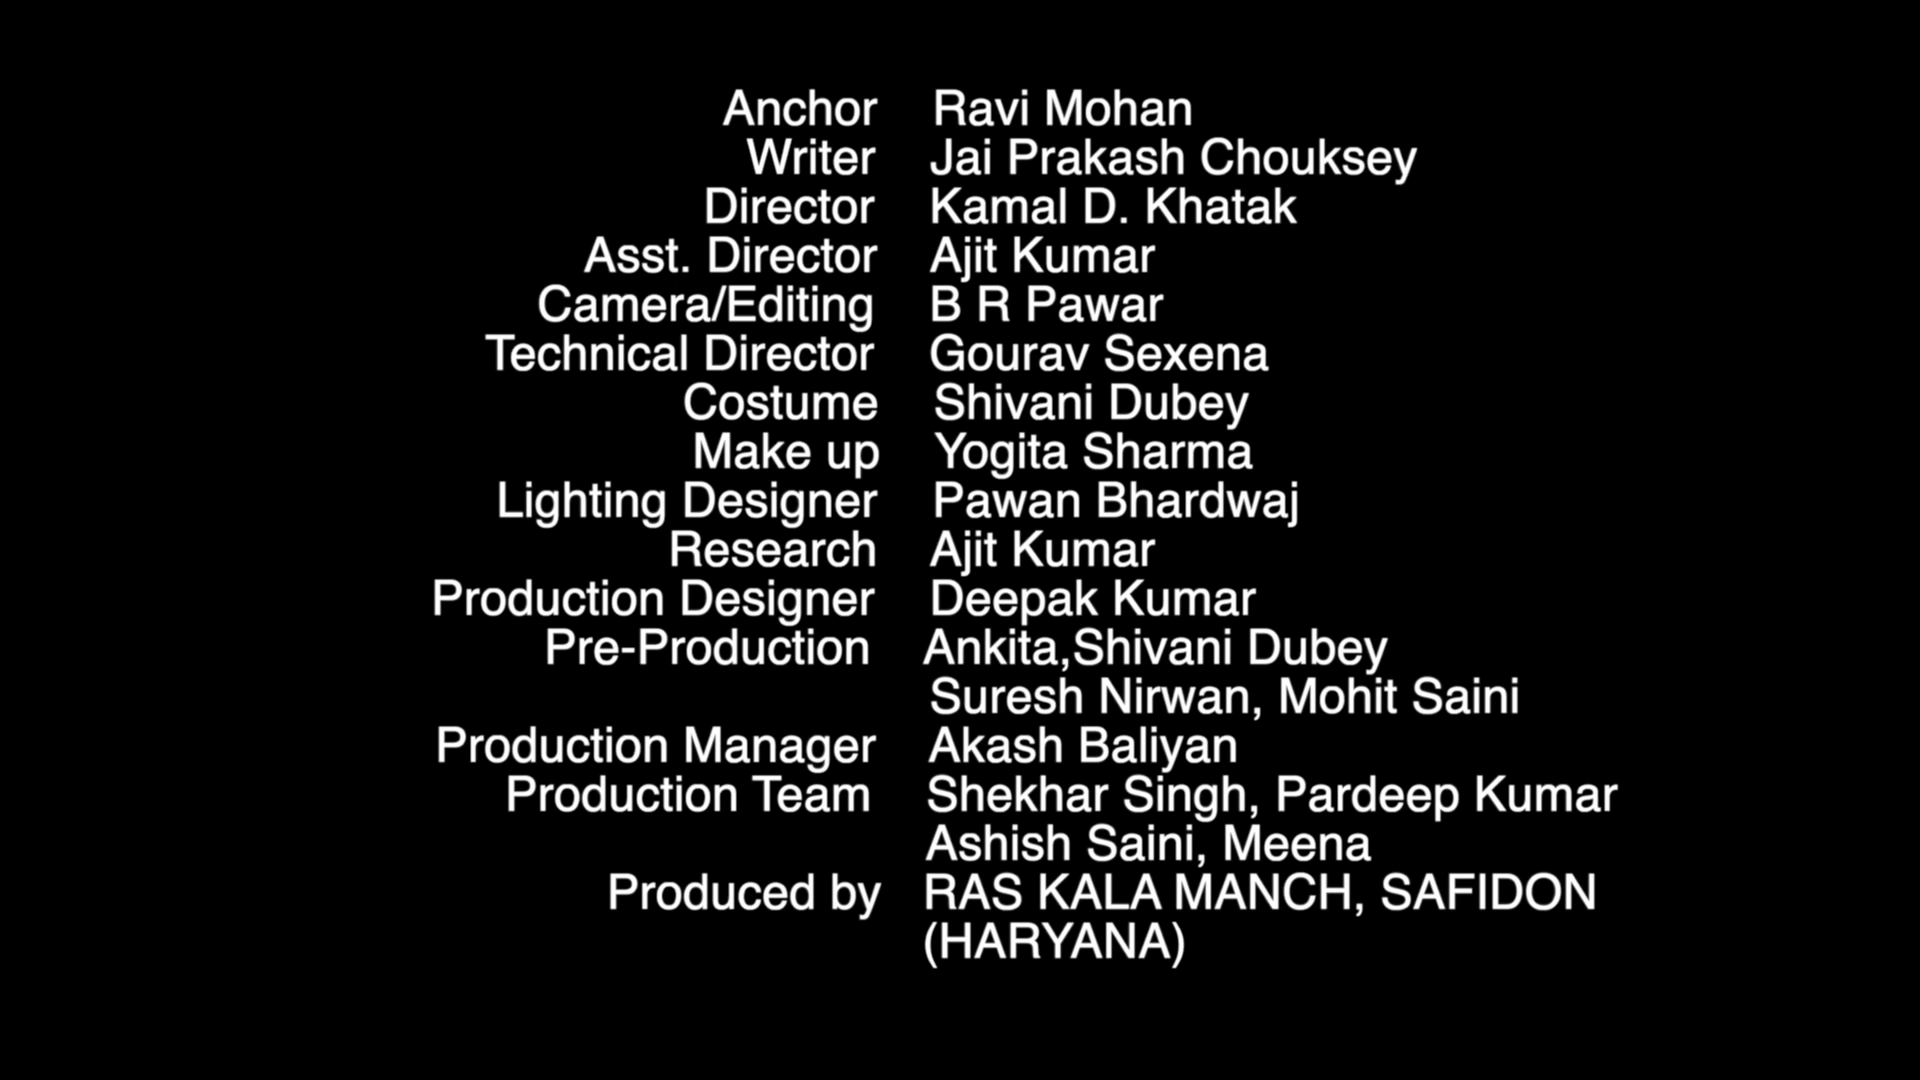 Anchor Ravi Mohan
Writer Jai Prakash Chouksey
Director Kamal D. Khatak
Asst. Director Ajit Kumar
Camera/Editing B R Pawar
Technical Director Gourav Sexena
Costume Shivani Dubey
Make up Yogita Sharma
Lighting Designer Pawan Bhardwaj
Research Ajit Kumar
Production Designer Deepak Kumar
Pre-Production Ankita,Shivani Dubey
Suresh Nirwan, Mohit Saini
Production Manager Akash Baliyan
Production Team Shekhar Singh, Pardeep Kumar
Ashish Saini, Meena
Produced by RAS KALA MANCH, SAFIDON
(HARYANA)